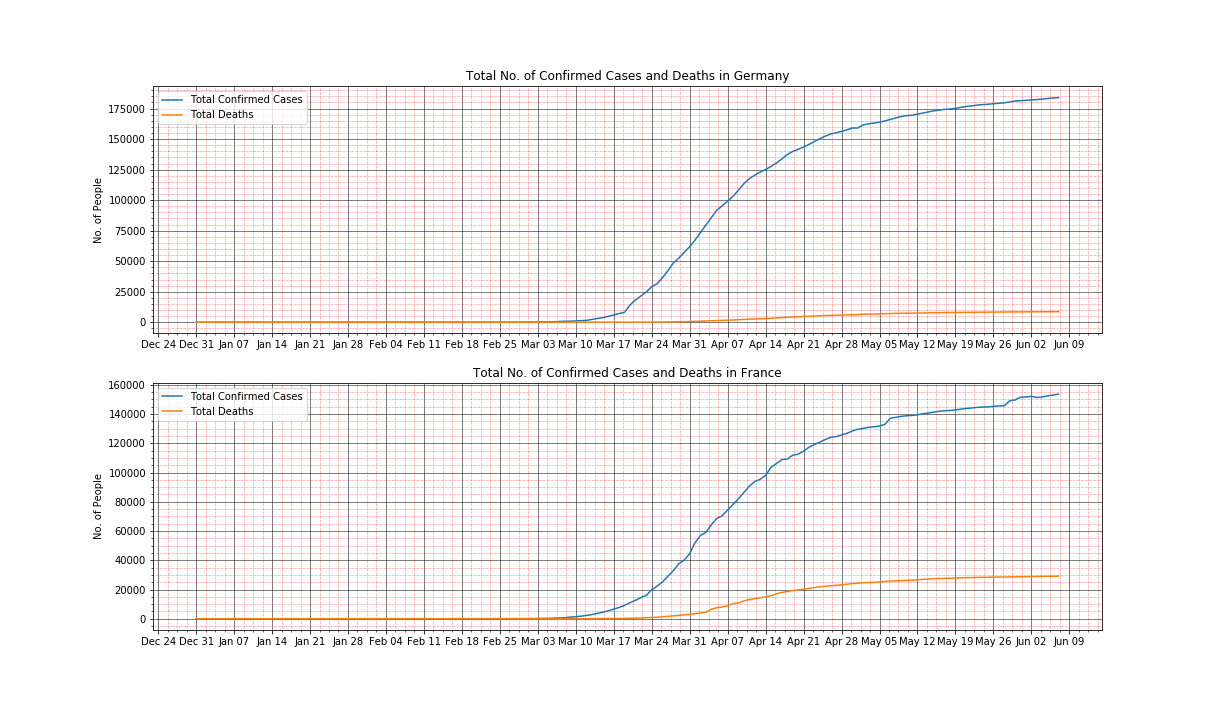 Total No. of Confirmed Cases and Deaths in Germany
Total Confirmed Cases
Total Deaths
No. of People
175000
150000
125000
100000
75000
50000
25000
0
Dec 24 Dec 31 Jan 07 Jan 14 Jan 21 Jan 28 Feb 04 Feb 11 Feb 18 Feb 25 Mar 03 Mar 10 Mar 17 Mar 24 Mar 31 Apr 07 Apr 14 Apr 21 Apr 28 May 05 May 12 May 19 May 26 Jun 02 Jun 09
Total No. of Confirmed Cases and Deaths in France
Total Confirmed Cases
Total Deaths
No. of People
160000
140000
120000
100000
80000
60000
40000
20000
0
Dec 24 Dec 31 Jan 07 Jan 14 Jan 21 Jan 28 Feb 04 Feb 11 Feb 18 Feb 25 Mar 03 Mar 10 Mar 17 Mar 24 Mar 31 Apr 07 Apr 14 Apr 21 Apr 28 May 05 May 12 May 19 May 26 Jun 02 Jun 09